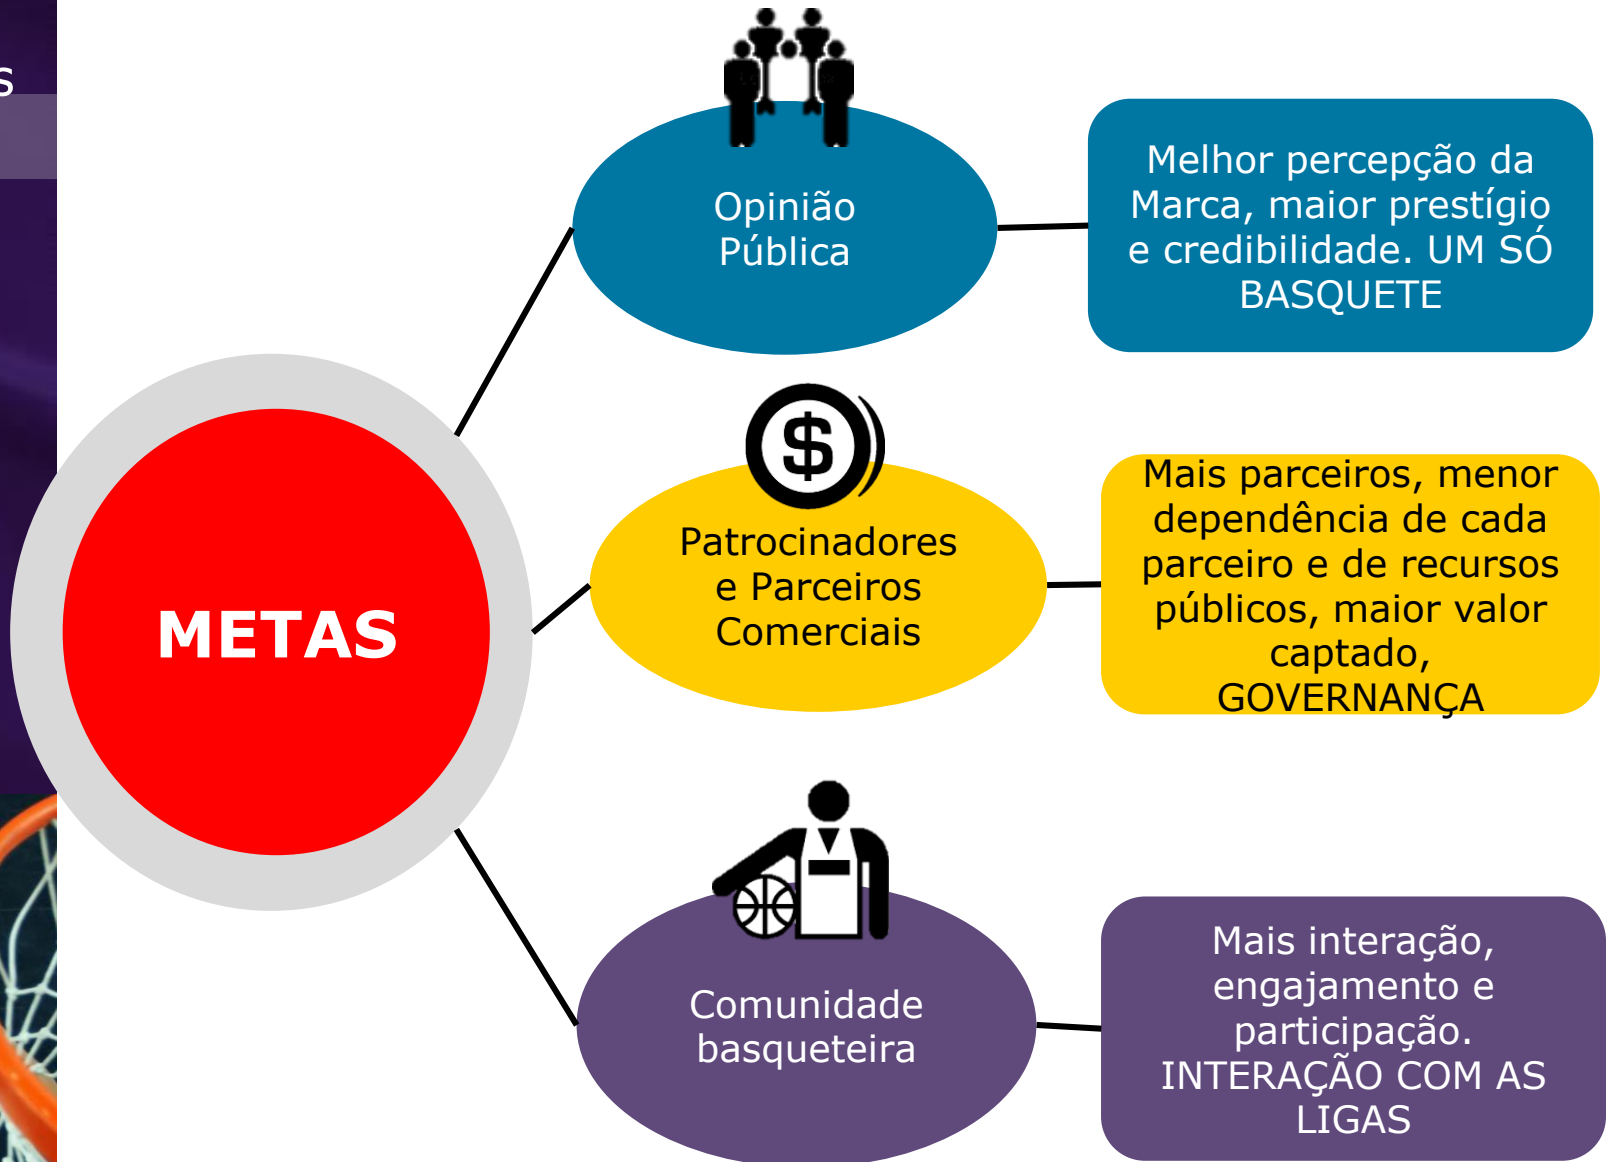 Opinião
Pública
Melhor percepção da
Marca, maior prestígio
e credibilidade. UM SÓ
BASQUETE
METAS
Patrocinadores
e Parceiros
Comerciais
Mais parceiros, menor
dependência de cada
parceiro e de recursos
públicos, maior valor
captado,
GOVERNANÇA
Comunidade
basqueteira
Mais interação,
engajamento e
participação.
INTERAÇÃO COM AS
LIGAS